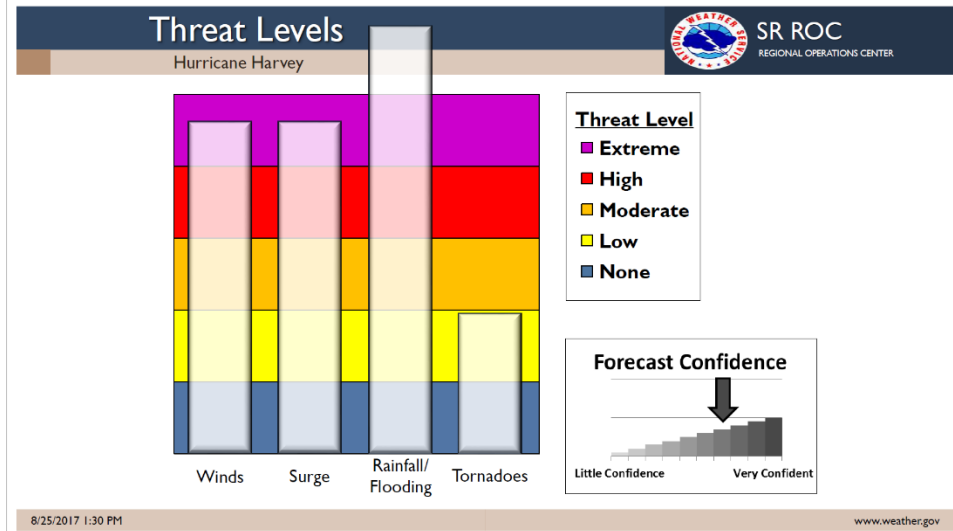 Threat Levels
Hurricane Harvey
NATIONAL WEATHER SERVICE
SR ROC
REGIONAL OPERATIONS CENTER
Threat Level
Extreme
High
Moderate
Low
None
Forecast Confidence
Little Confidence
Very Confident
Winds
Surge
Rainfall/
Flooding
Tornadoes
8/25/2017 1:30 PM
www.weather.gov